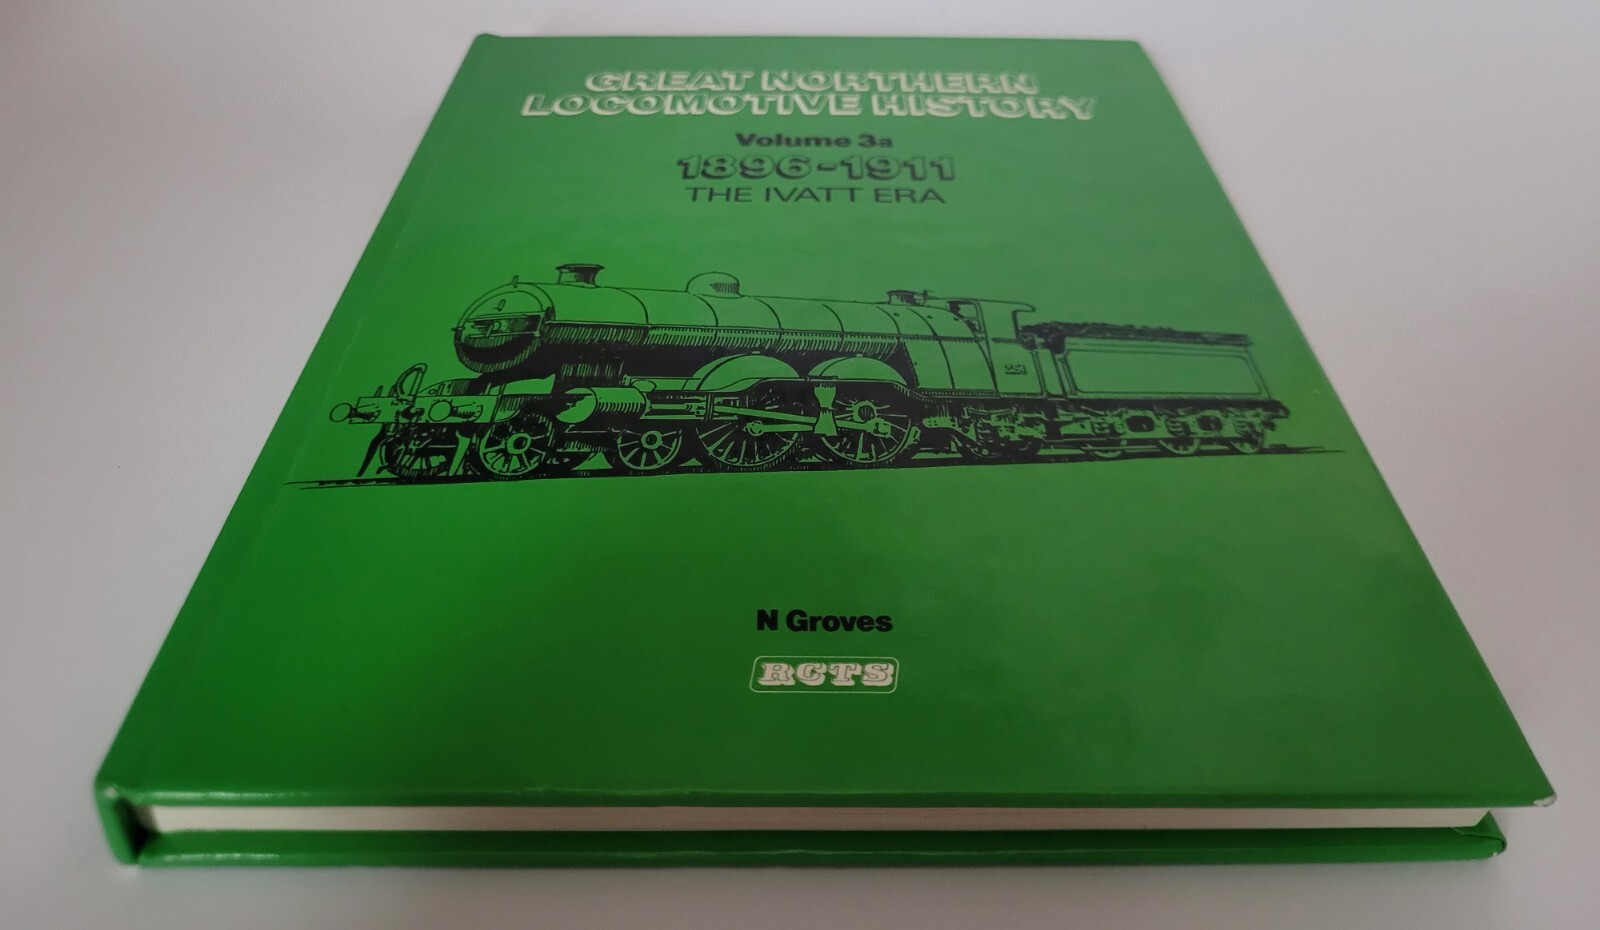 GREAT NORTHERN
LOCOMOTIVE HISTORY
Volume 3a
1896-1911
THE IVATT ERA
251
N Groves
RCTS